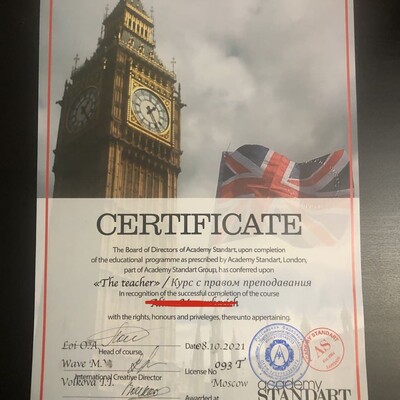 CERTIFICATE
The Board of Directors of Academy Standart, upon completion
of the educational programme as prescribed by Academy Standart, London,
part of Academy Standart Group, has conferred upon
«The teacher» / Курс с правом преподавания
In recognition of the successful completion of the course
with the rights, honours and priveleges, thereunto appertaining.
Loi O.A.
Head of course,
Date 08.10.2021
Wave M.
International Creative Director
License No 093 T
Volkova T.I.
Moscow
Awarded at
academy
STANDART
STANDART
AS